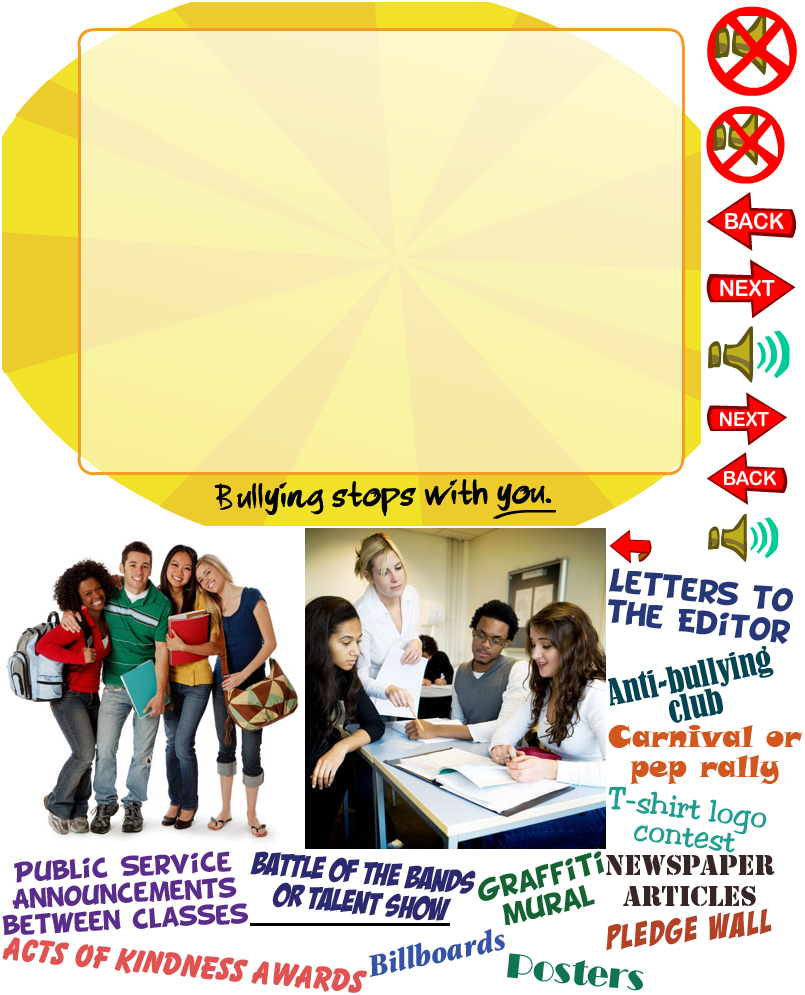 BACK
NEXT
NEXT
BACK
Bullying stops with you.
LETTERS TO
THE EDITOR
Anti-bullying
club
Carnival or
pep rally
T-shirt logo
contest
PUBLIC SERVICE
ANNOUNCEMENTS
BETWEEN CLASSES
BATTLE OF THE BANDS
OR TALENT SHOW
GRAFFITI
MURAL
NEWSPAPER
ARTICLES
PLEDGE WALL
ACTS OF KINDNESS AWARDS
Billboards
Posters